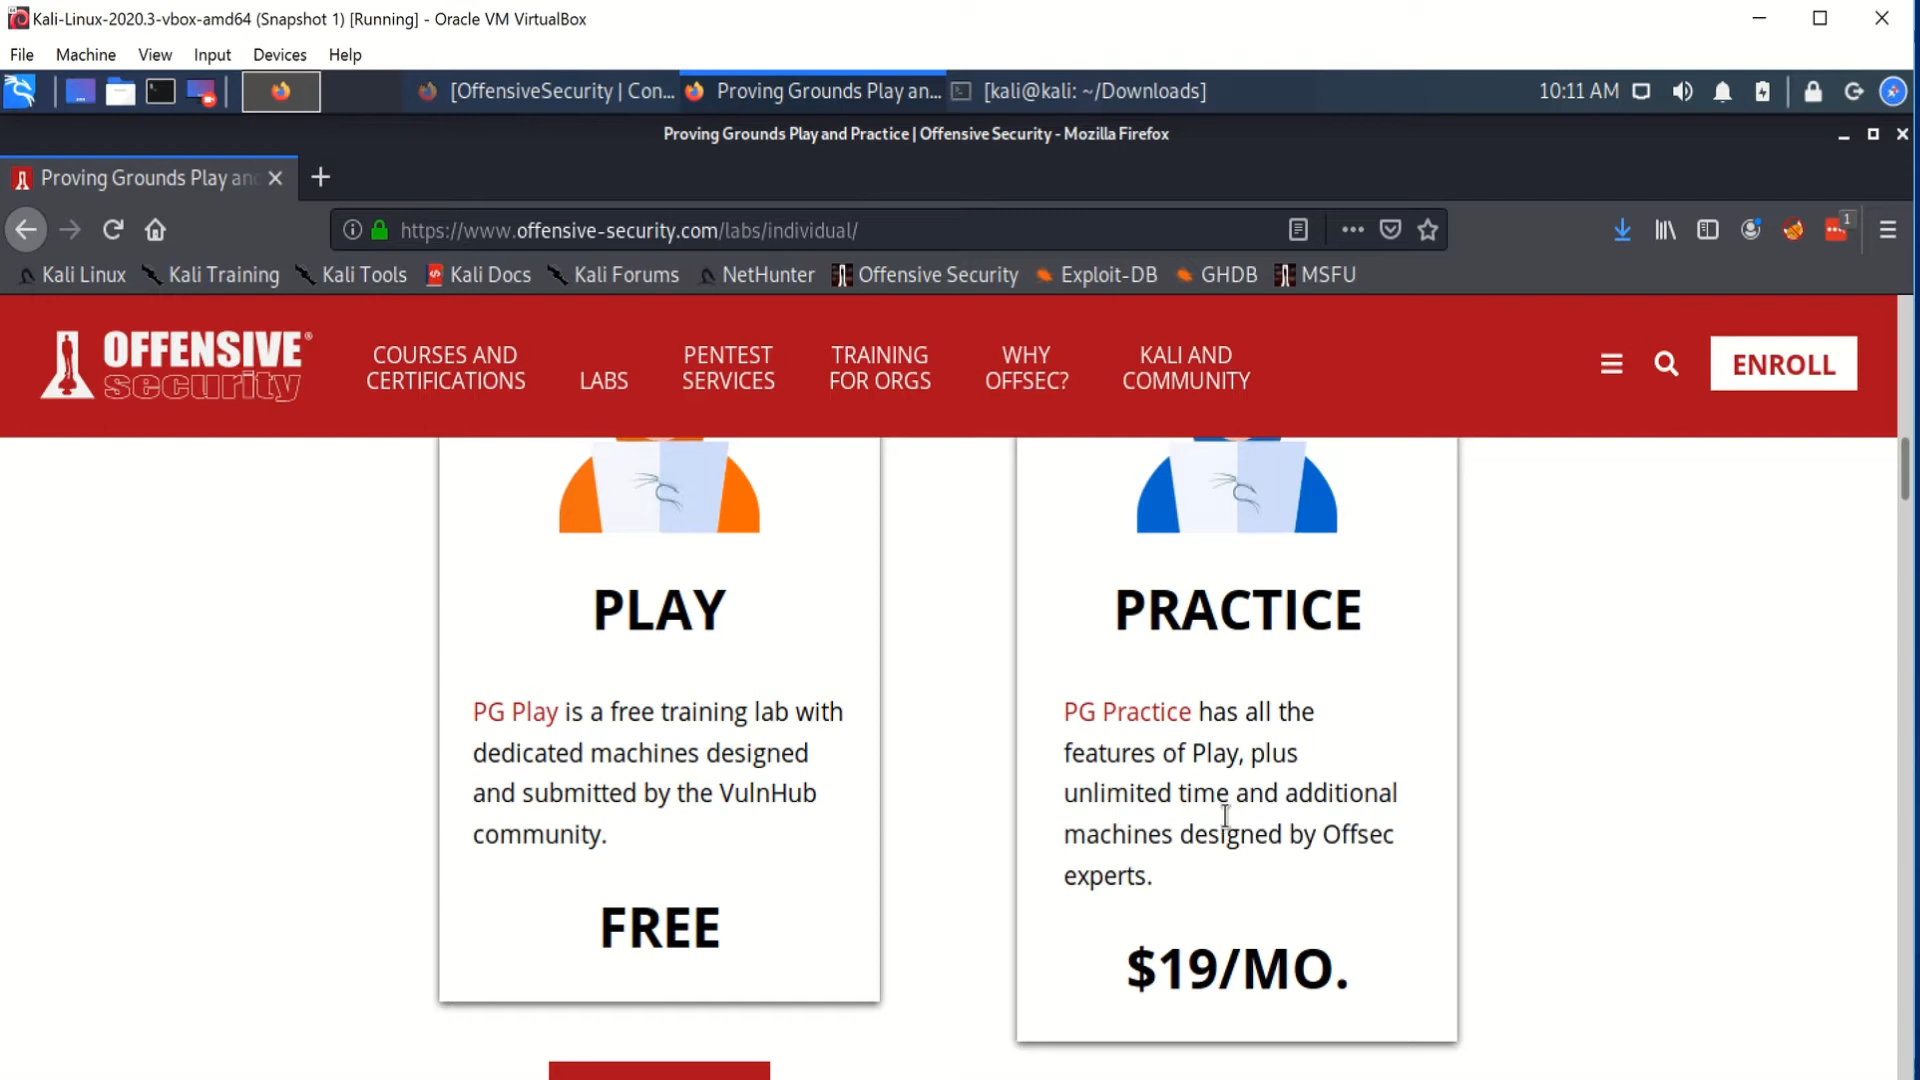 Kali-Linux-2020.3-vbox-amd64 (Snapshot 1) [Running] - Oracle VM VirtualBox
File Machine View Input Devices Help
[OffensiveSecurity | Con... Proving Grounds Play an... [kali@kali: ~/Downloads] 10:11 AM
Proving Grounds Play and Practice | Offensive Security - Mozilla Firefox
Proving Grounds Play and
https://www.offensive-security.com/labs/individual/
1
Kali Linux Kali Training Kali Tools Kali Docs Kali Forums NetHunter Offensive Security Exploit-DB GHDB MSFU
OFFENSIVE®
security
COURSES AND
CERTIFICATIONS
LABS
PENTEST
SERVICES
TRAINING
FOR ORGS
WHY
OFFSEC?
KALI AND
COMMUNITY
ENROLL
PLAY
PG Play is a free training lab with
dedicated machines designed
and submitted by the VulnHub
community.
FREE
PRACTICE
PG Practice has all the
features of Play, plus
unlimited time and additional
machines designed by Offsec
experts.
$19/MO.